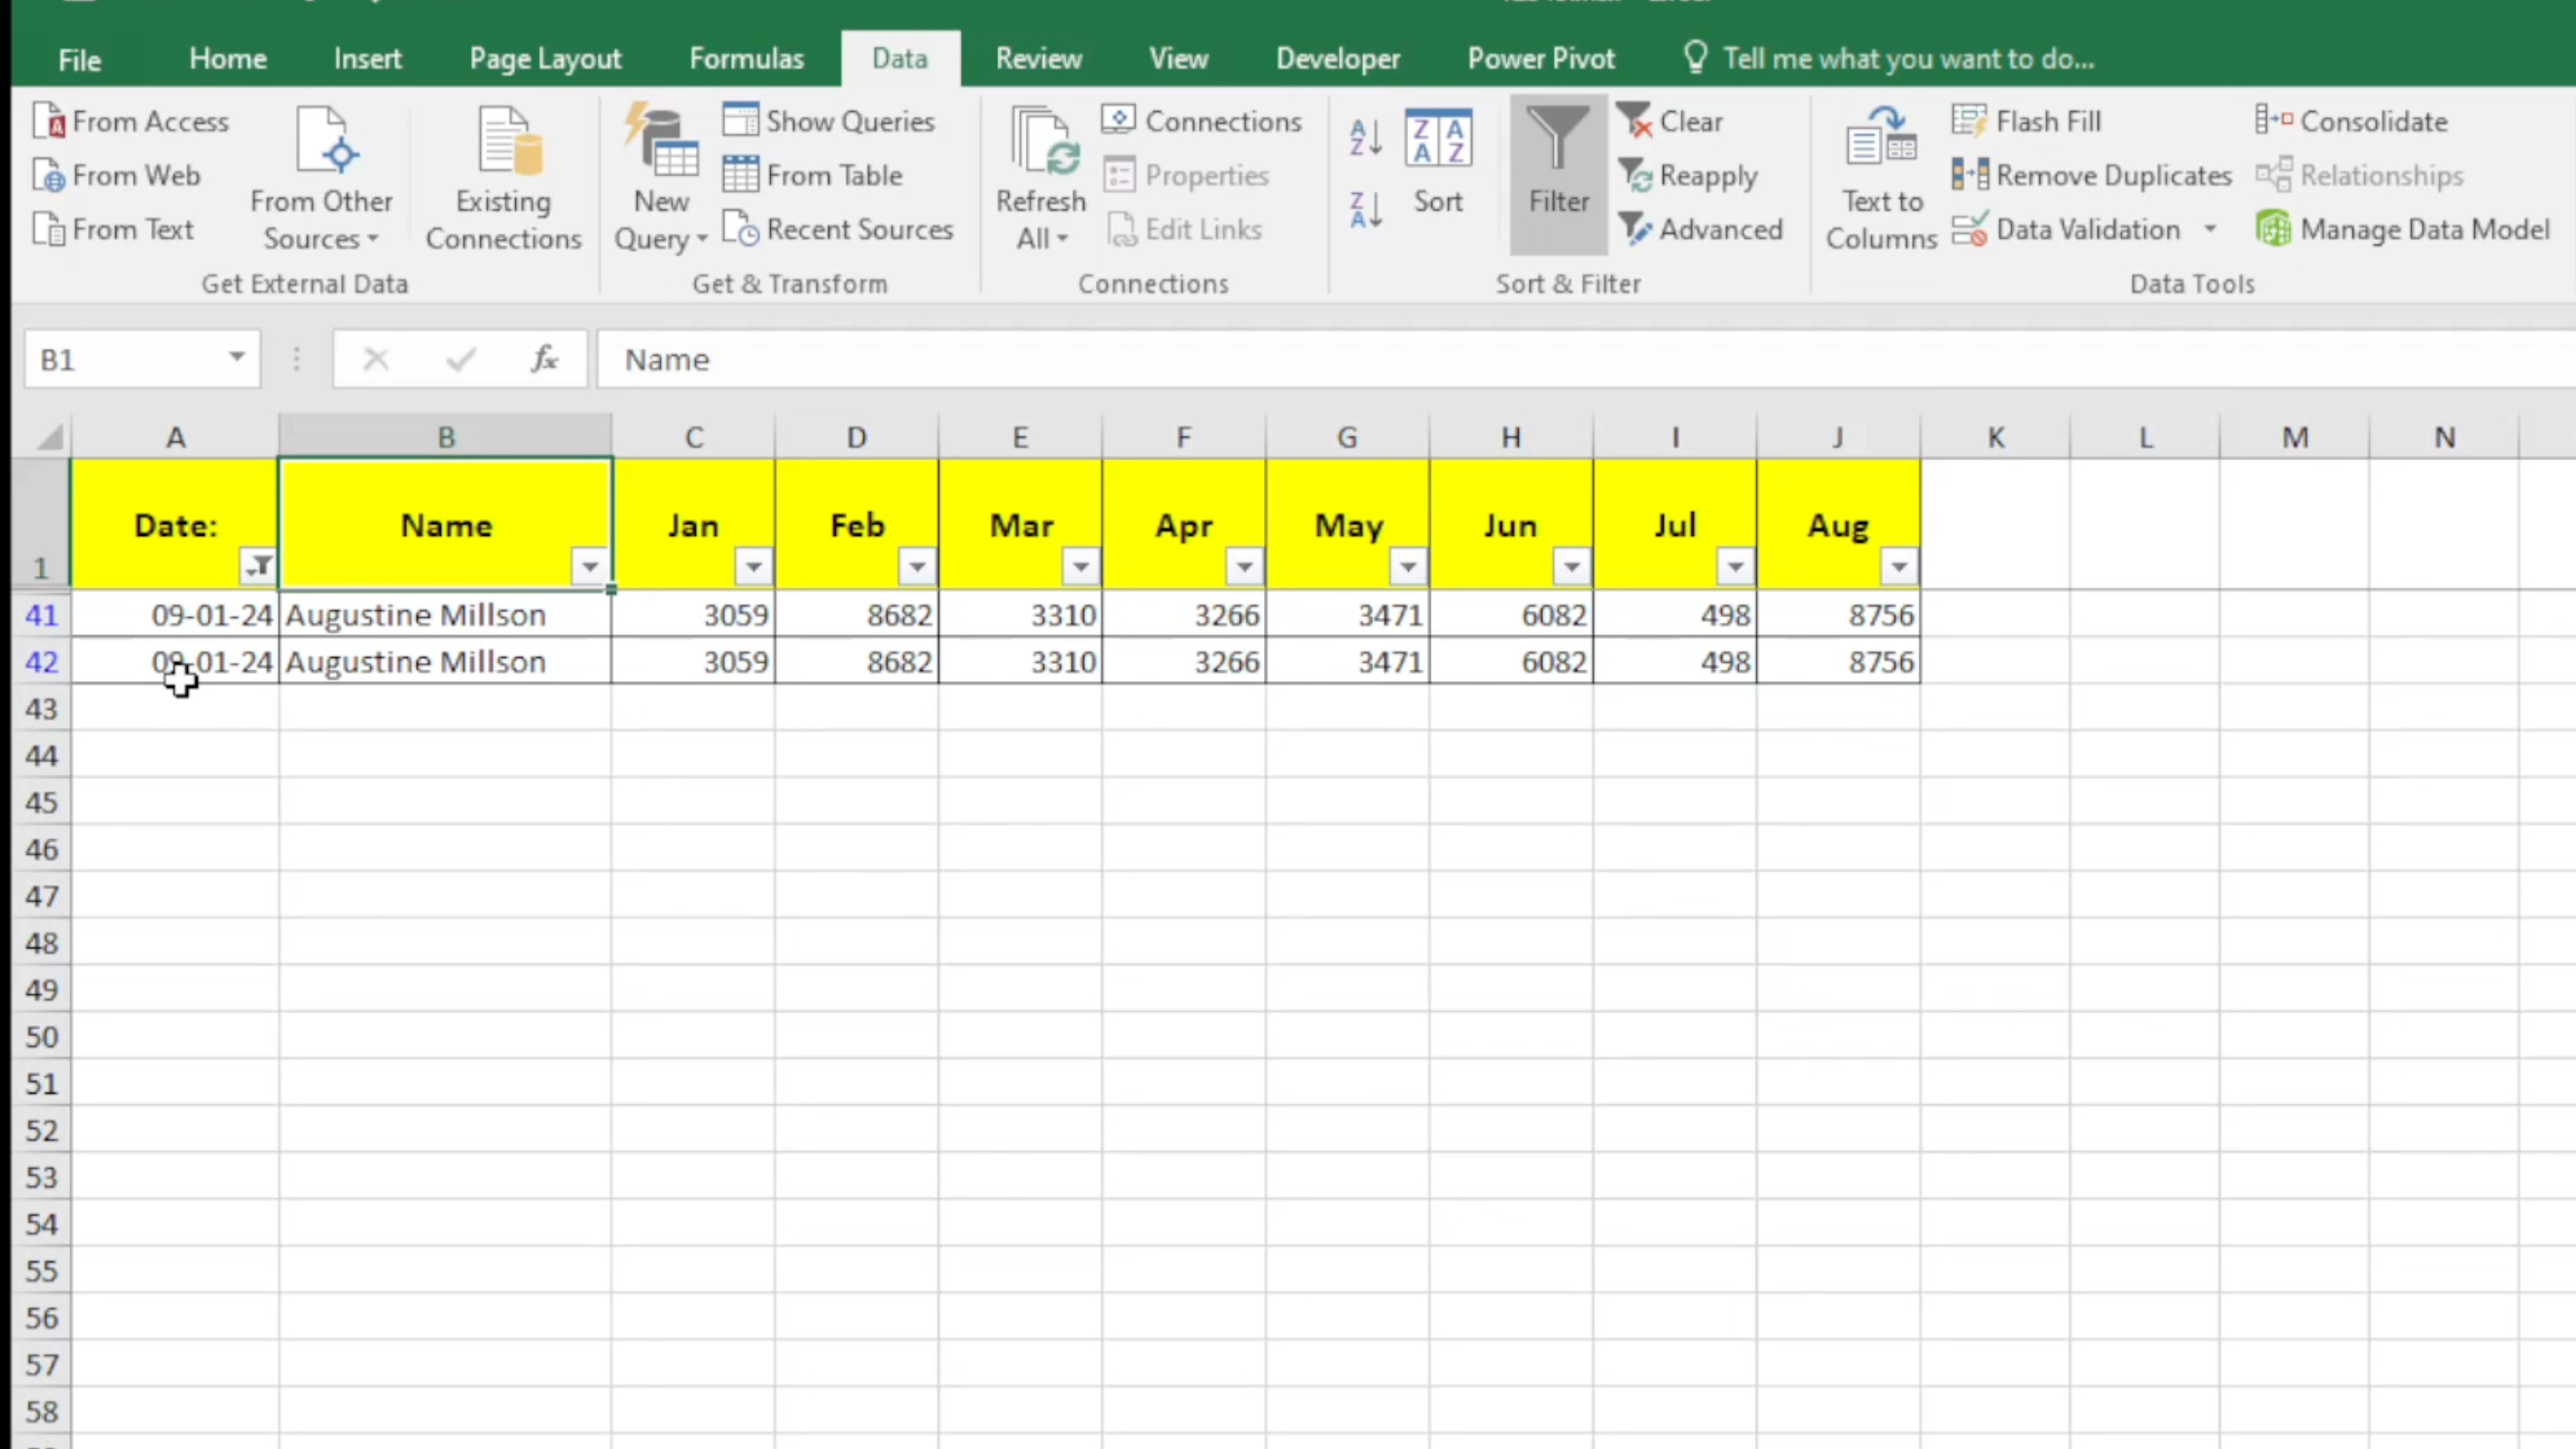 File Home Insert Page Layout Formulas Data Review View Developer Power Pivot Tell me what you want to do...
From Access
From Web
From Text
From Other Sources
Existing Connections
New Query
Show Queries
From Table
Recent Sources
Refresh All
Connections
Properties
Edit Links
Sort
Filter
Clear
Reapply
Advanced
Text to Columns
Flash Fill
Remove Duplicates
Data Validation
Consolidate
Relationships
Manage Data Model
Get External Data Get & Transform Connections Sort & Filter Data Tools
B1 fx Name
A B C D E F G H I J K L M N
1 Date: Name Jan Feb Mar Apr May Jun Jul Aug
41 09-01-24 Augustine Millson 3059 8682 3310 3266 3471 6082 498 8756
42 09-01-24 Augustine Millson 3059 8682 3310 3266 3471 6082 498 8756
43
44
45
46
47
48
49
50
51
52
53
54
55
56
57
58